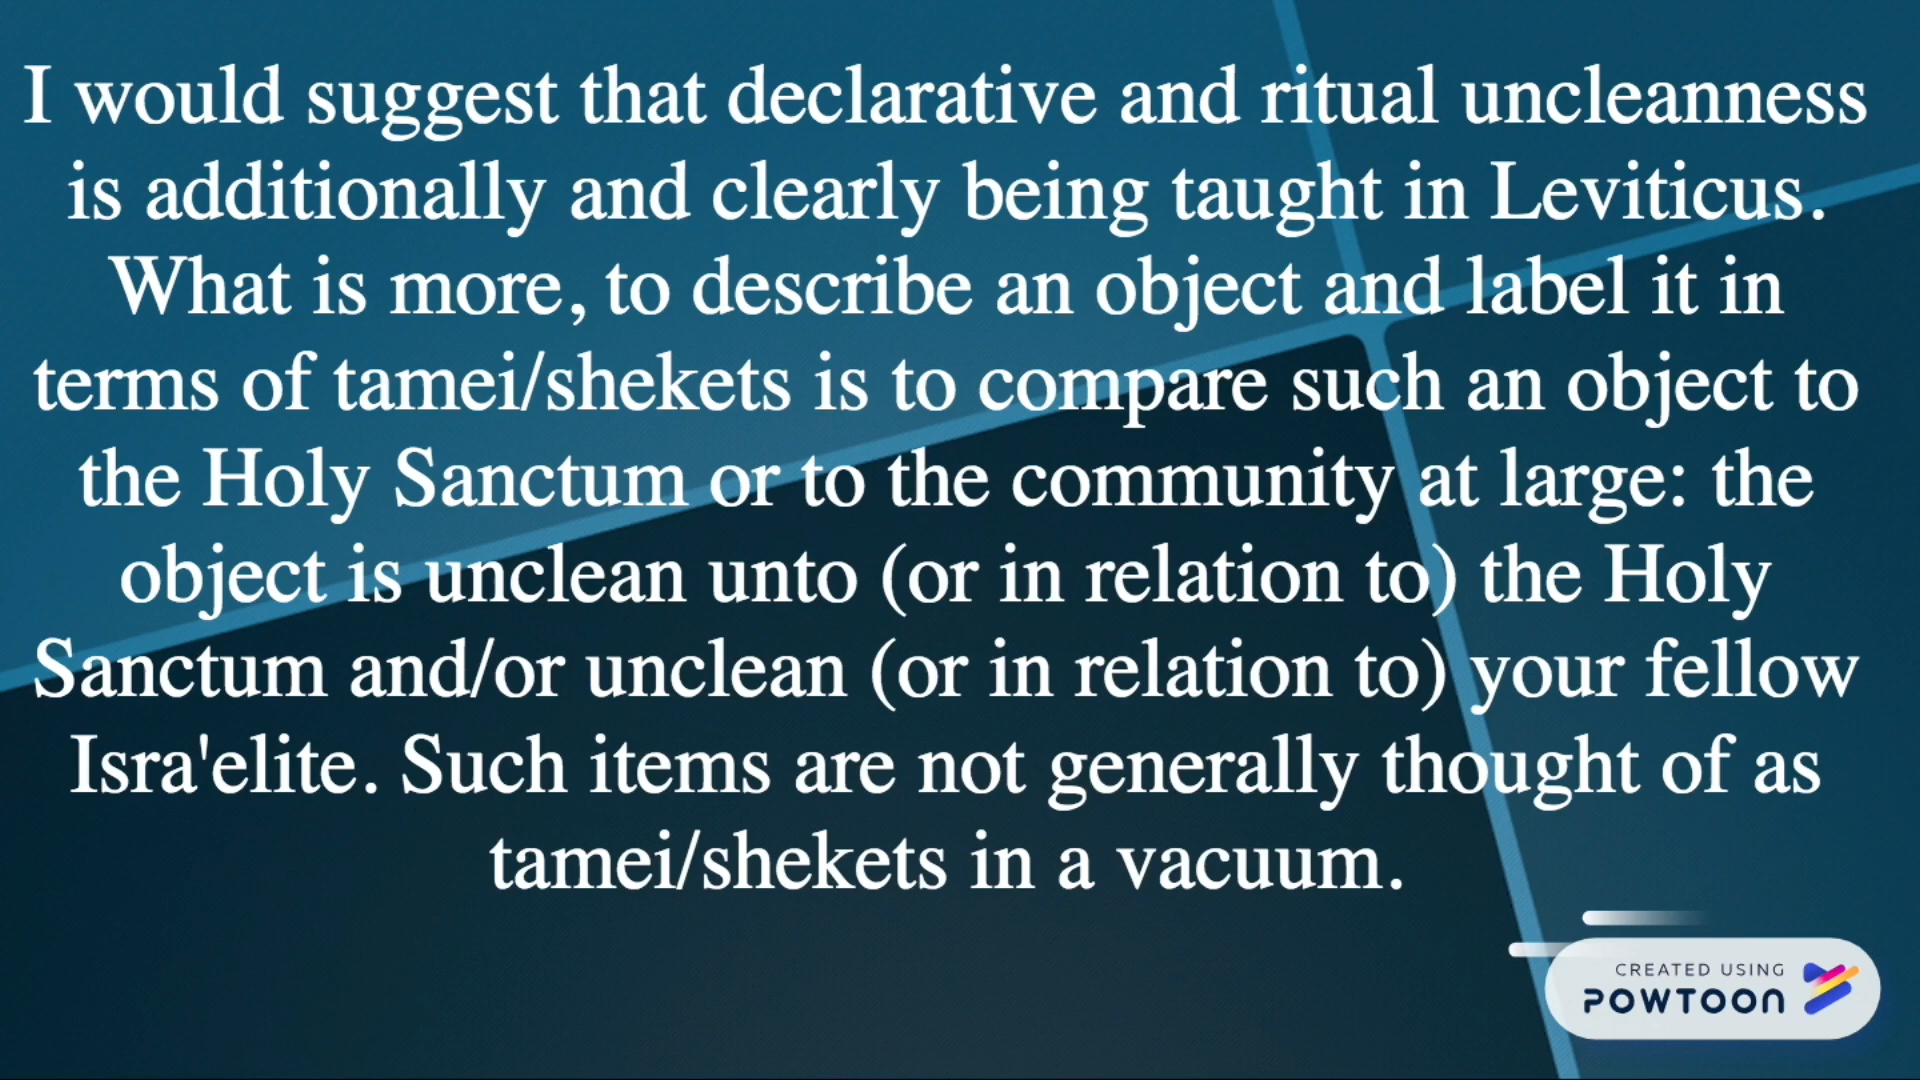 I would suggest that declarative and ritual uncleanness
is additionally and clearly being taught in Leviticus.
What is more, to describe an object and label it in
terms of tamei/shekets is to compare such an object to
the Holy Sanctum or to the community at large: the
object is unclean unto (or in relation to) the Holy
Sanctum and/or unclean (or in relation to) your fellow
Isra'elite. Such items are not generally thought of as
tamei/shekets in a vacuum.
CREATED USING
POWTOON